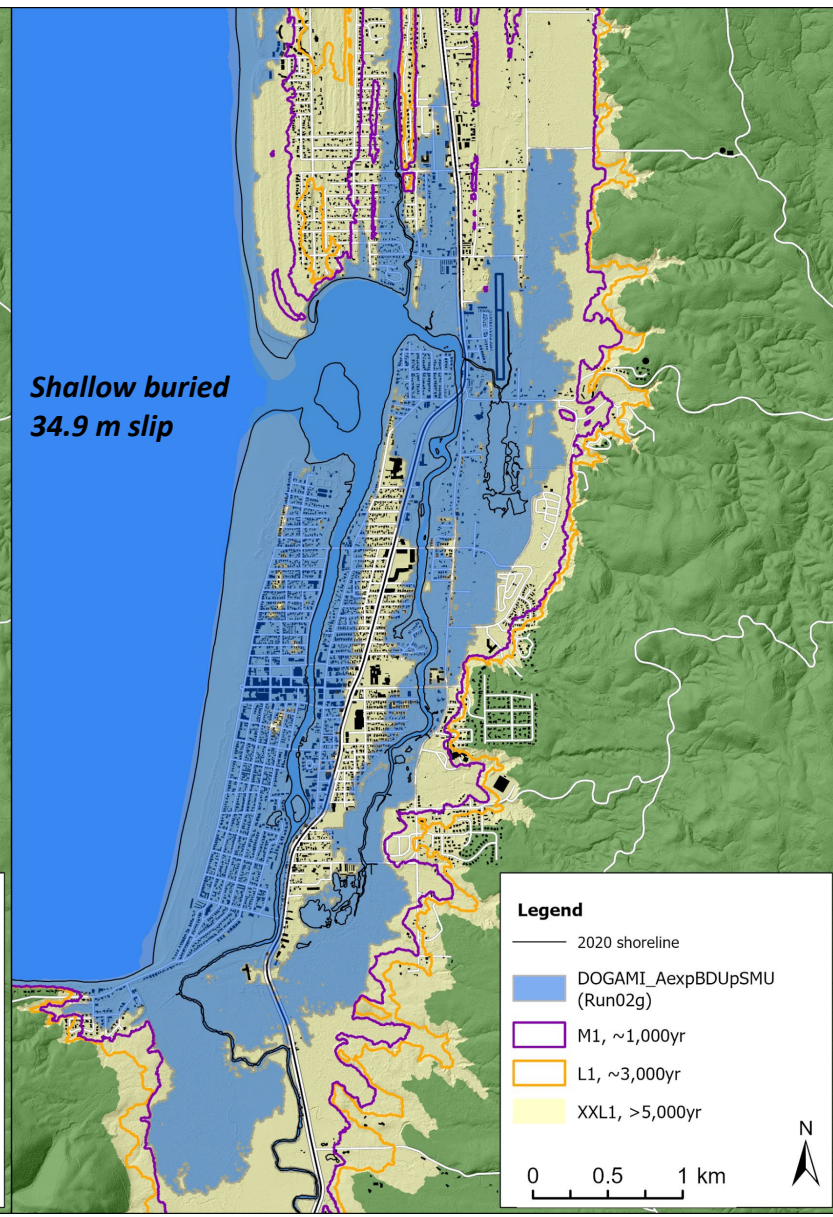 Shallow buried
34.9 m slip
Legend
2020 shoreline
DOGAMI_AexpBDUpSMU
(Run02g)
M1, ~1,000yr
L1, ~3,000yr
XXL1, >5,000yr
N
0 0.5 1 km